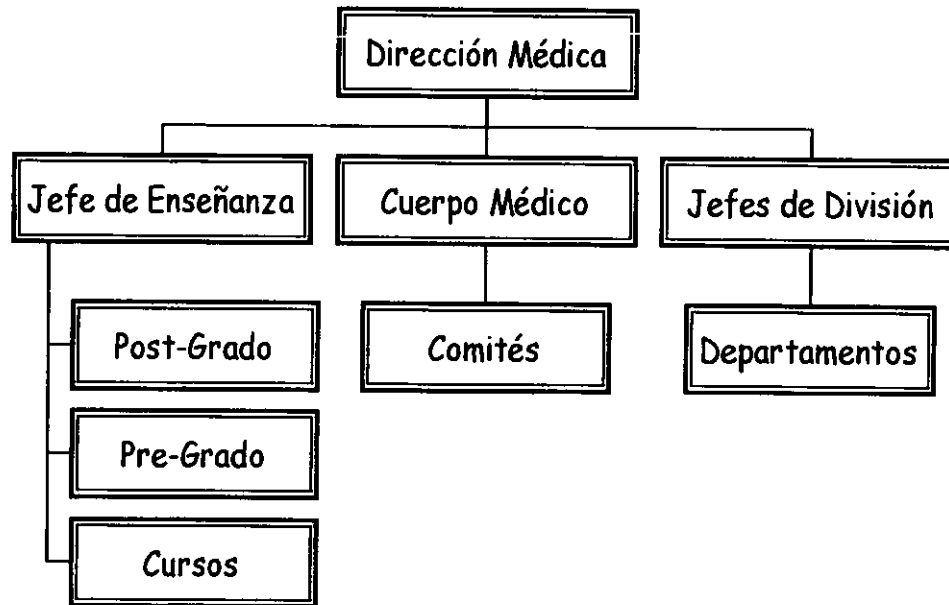 Dirección Médica
Jefe de Enseñanza
Cuerpo Médico
Jefes de División
Post-Grado
Comités
Departamentos
Pre-Grado
Cursos